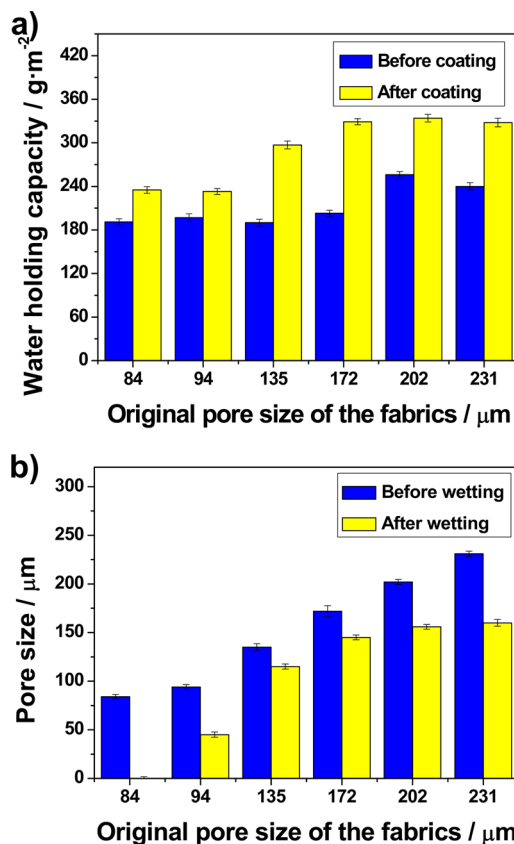 a)
Water holding capacity / g·m-2
420
360
300
240
180
120
60
0
Before coating
After coating
84 94 135 172 202 231
Original pore size of the fabrics / μm
b)
Pore size / μm
300
250
200
150
100
50
0
Before wetting
After wetting
84 94 135 172 202 231
Original pore size of the fabrics / μm